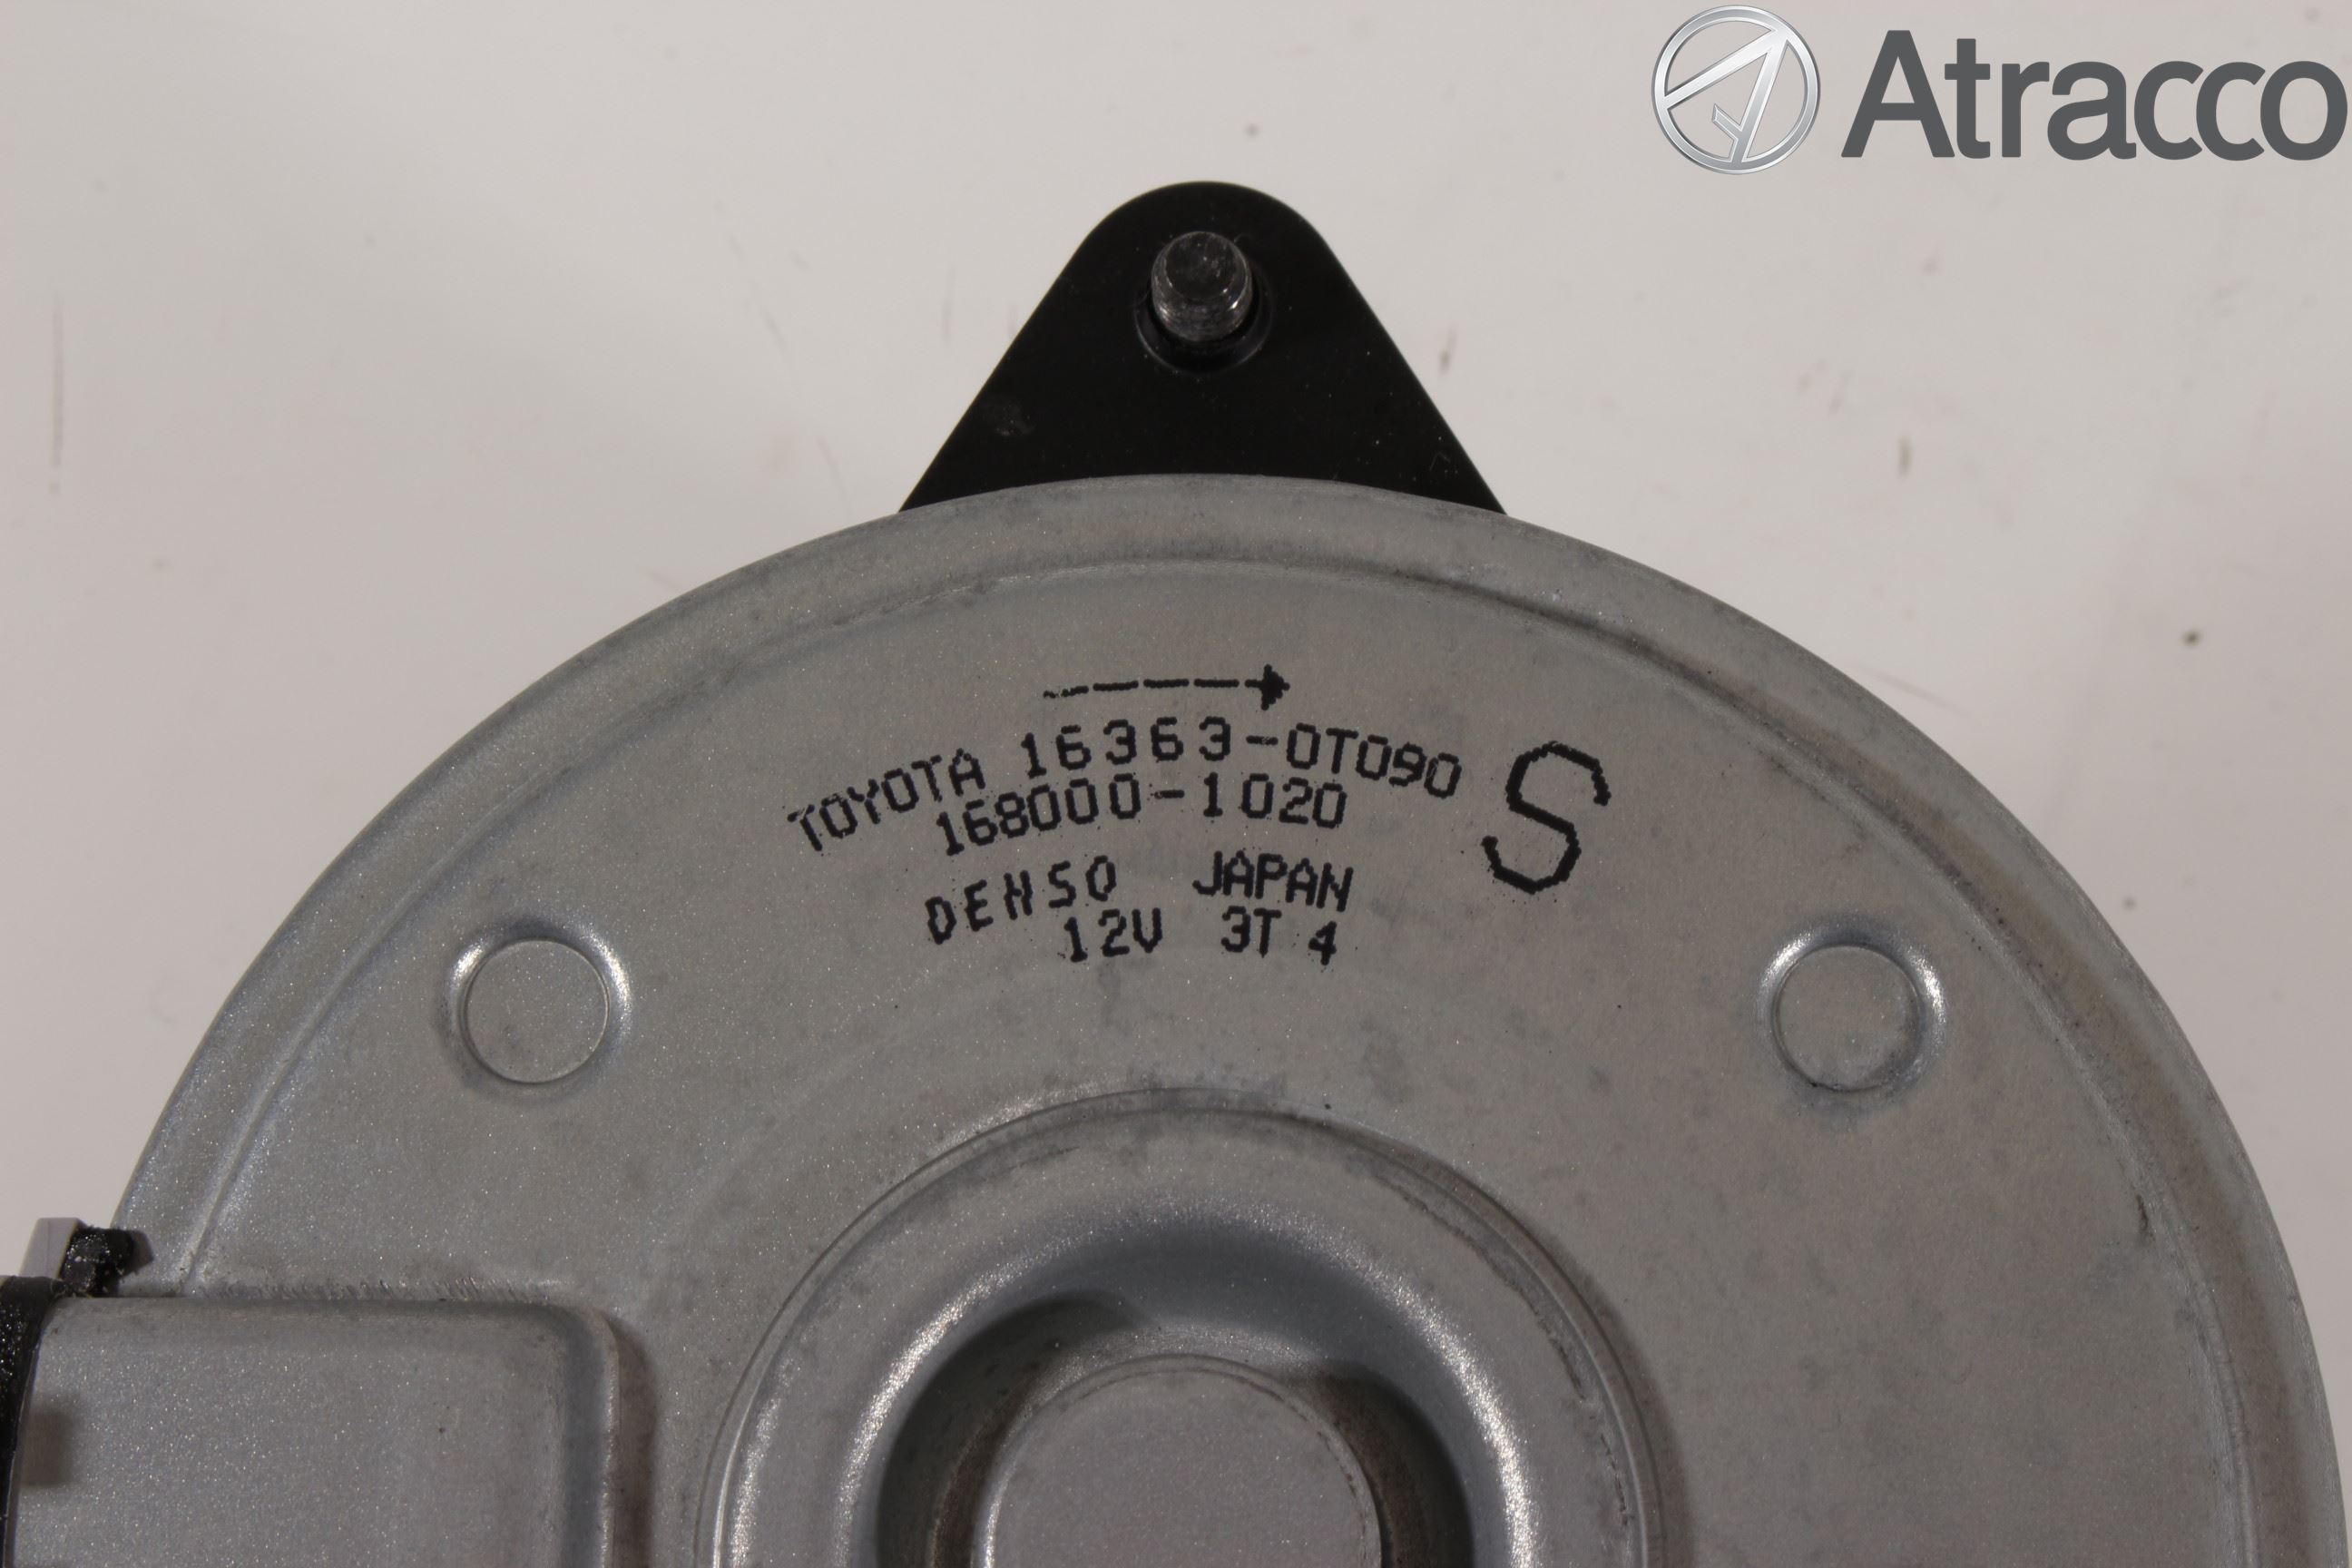 Atracco
TOYOTA 16363-0T090
168000-1020
S
DENSO JAPAN
12V 3T 4